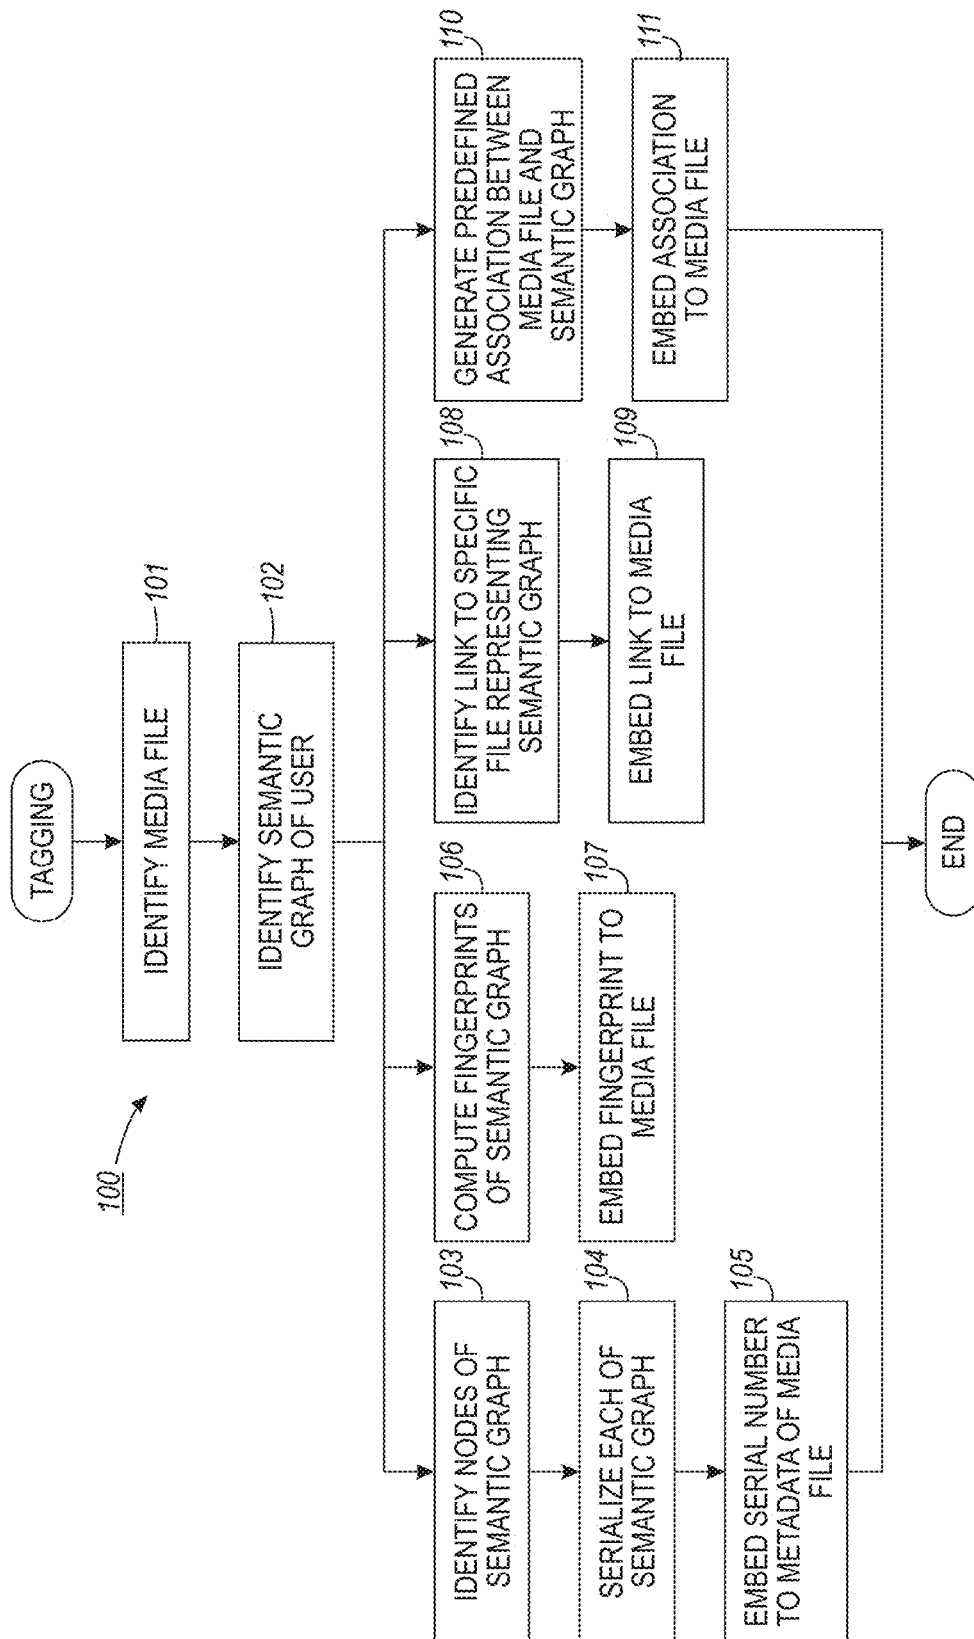 TAGGING
100
101
IDENTIFY MEDIA FILE
102
IDENTIFY SEMANTIC
GRAPH OF USER
103
IDENTIFY NODES OF
SEMANTIC GRAPH
104
SERIALIZE EACH OF
SEMANTIC GRAPH
105
EMBED SERIAL NUMBER
TO METADATA OF MEDIA
FILE
106
COMPUTE FINGERPRINTS
OF SEMANTIC GRAPH
107
EMBED FINGERPRINT TO
MEDIA FILE
108
IDENTIFY LINK TO SPECIFIC
FILE REPRESENTING
SEMANTIC GRAPH
109
EMBED LINK TO MEDIA
FILE
110
GENERATE PREDEFINED
ASSOCIATION BETWEEN
MEDIA FILE AND
SEMANTIC GRAPH
111
EMBED ASSOCIATION
TO MEDIA FILE
END